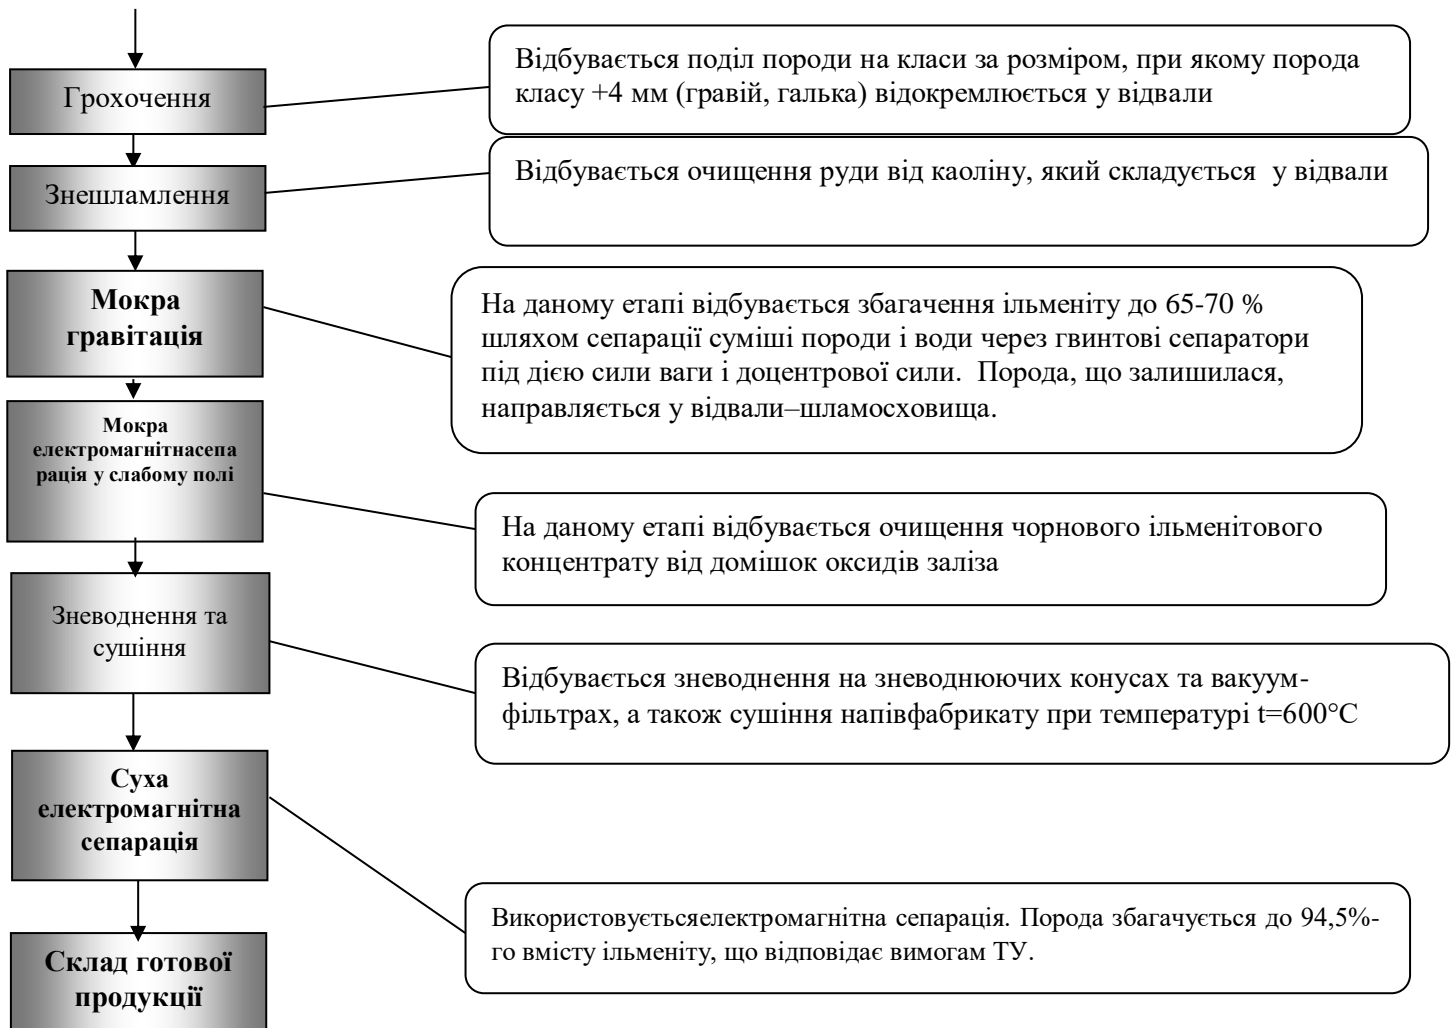 Грохочення
Відбувається поділ породи на класи за розміром, при якому порода
класу +4 мм (гравій, галька) відокремлюється у відвали
Знешламлення
Відбувається очищення руди від каоліну, який складується у відвали
Мокра
гравітація
На даному етапі відбувається збагачення ільменіту до 65-70 %
шляхом сепарації суміші породи і води через гвинтові сепаратори
під дією сили ваги і доцентрової сили. Порода, що залишилася,
направляється у відвали–шламосховища.
Мокра
електромагнітнасепа
рація у слабому полі
На даному етапі відбувається очищення чорнового ільменітового
концентрату від домішок оксидів заліза
Зневоднення та
сушіння
Відбувається зневоднення на зневоднюючих конусах та вакуум-
фільтрах, а також сушіння напівфабрикату при температурі t=600°C
Суха
електромагнітна
сепарація
Використовуєтьсяелектромагнітна сепарація. Порода збагачується до 94,5%-
го вмісту ільменіту, що відповідає вимогам ТУ.
Склад готової
продукції